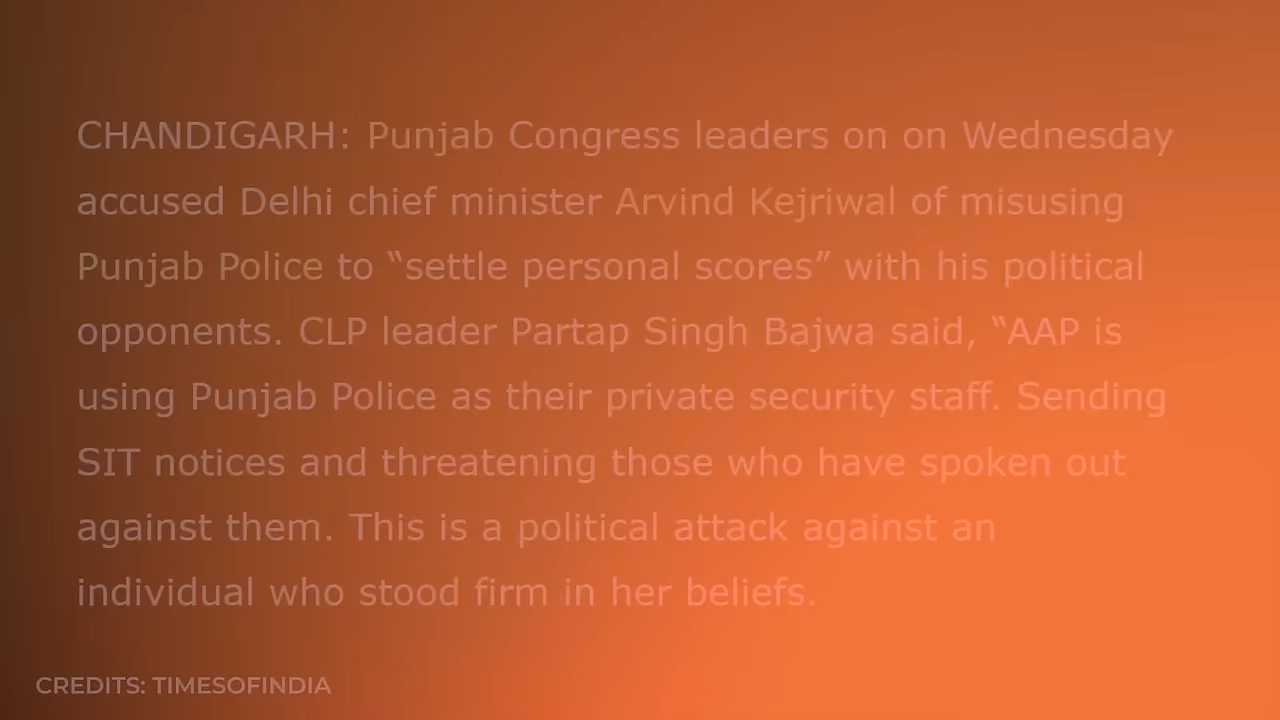 CHANDIGARH: Punjab Congress leaders on on Wednesday
accused Delhi chief minister Arvind Kejriwal of misusing
Punjab Police to “settle personal scores” with his political
opponents. CLP leader Partap Singh Bajwa said, “AAP is
using Punjab Police as their private security staff. Sending
SIT notices and threatening those who have spoken out
against them. This is a political attack against an
individual who stood firm in her beliefs.
CREDITS: TIMESOFINDIA